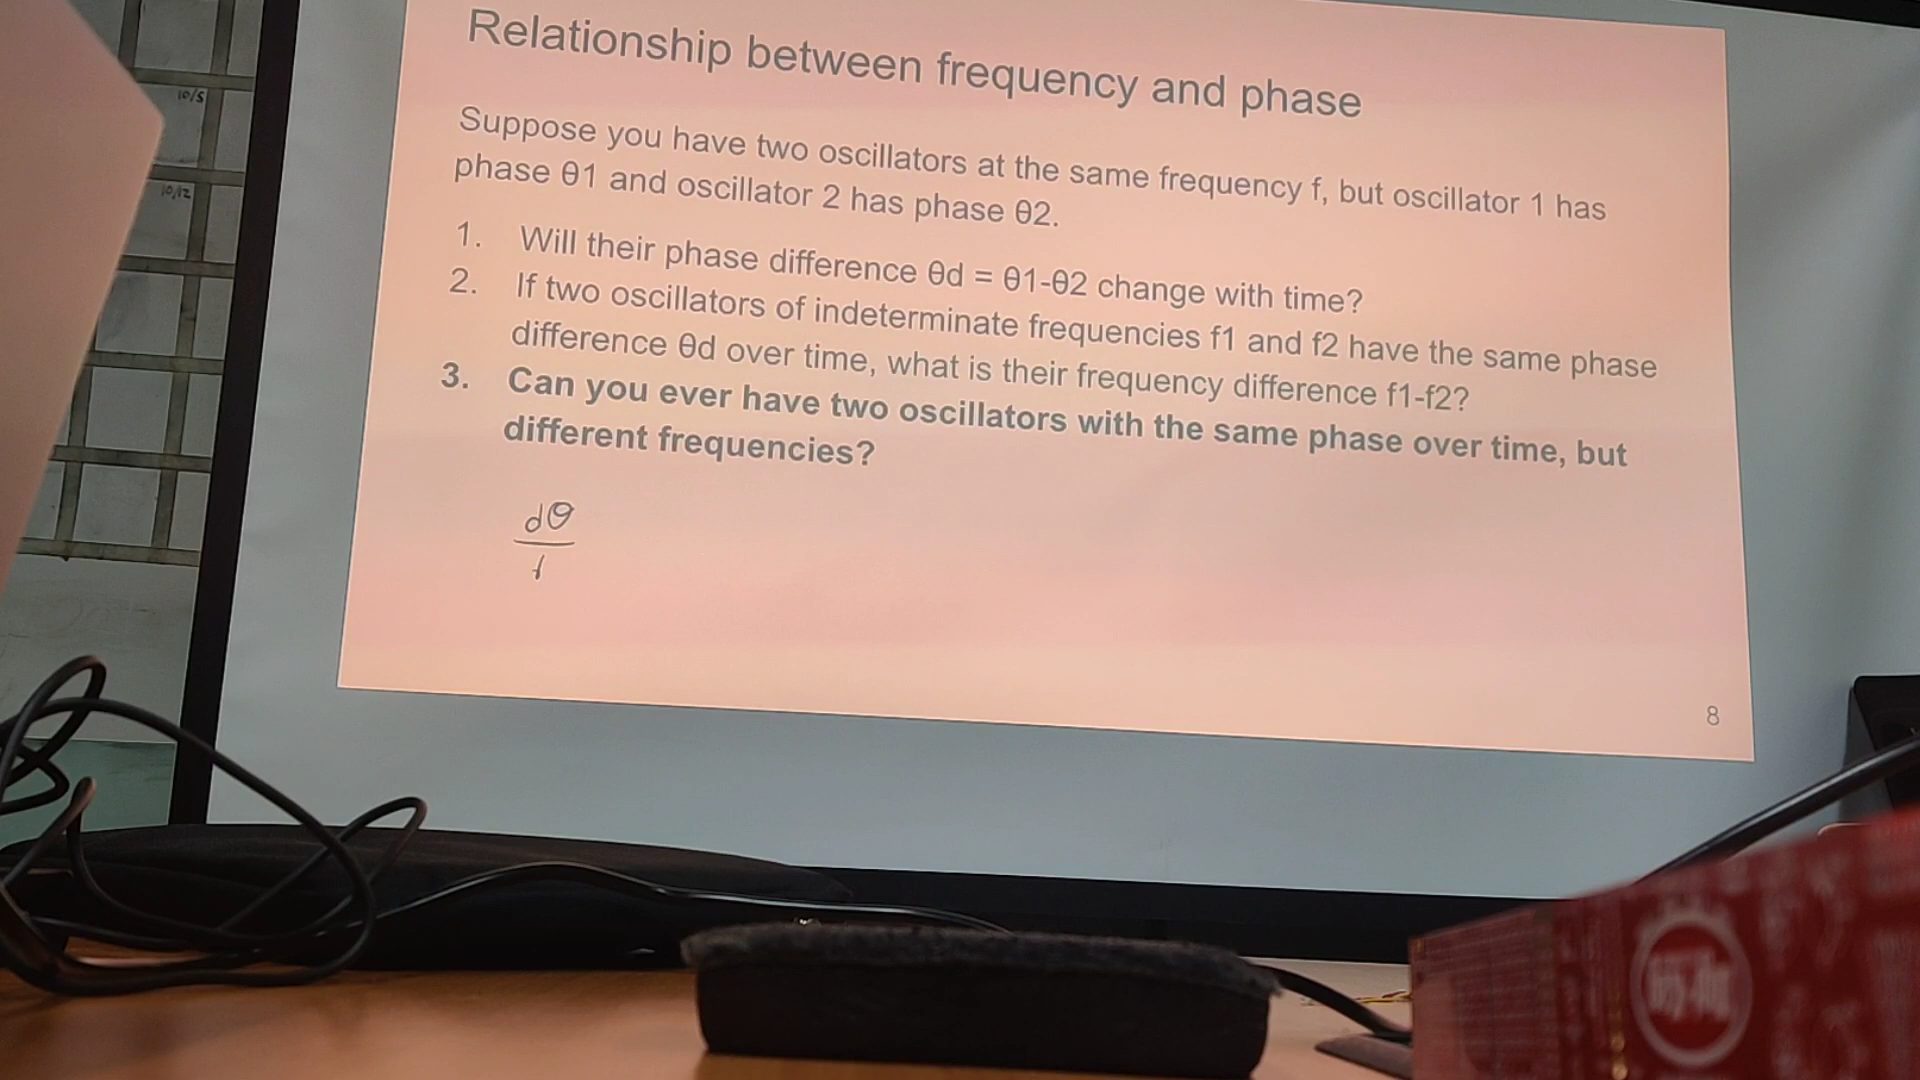 10/5
10/12
Relationship between frequency and phase
Suppose you have two oscillators at the same frequency f, but oscillator 1 has
phase θ1 and oscillator 2 has phase θ2.
1. Will their phase difference θd = θ1-θ2 change with time?
2. If two oscillators of indeterminate frequencies f1 and f2 have the same phase
difference θd over time, what is their frequency difference f1-f2?
3. Can you ever have two oscillators with the same phase over time, but
different frequencies?
dθ
8